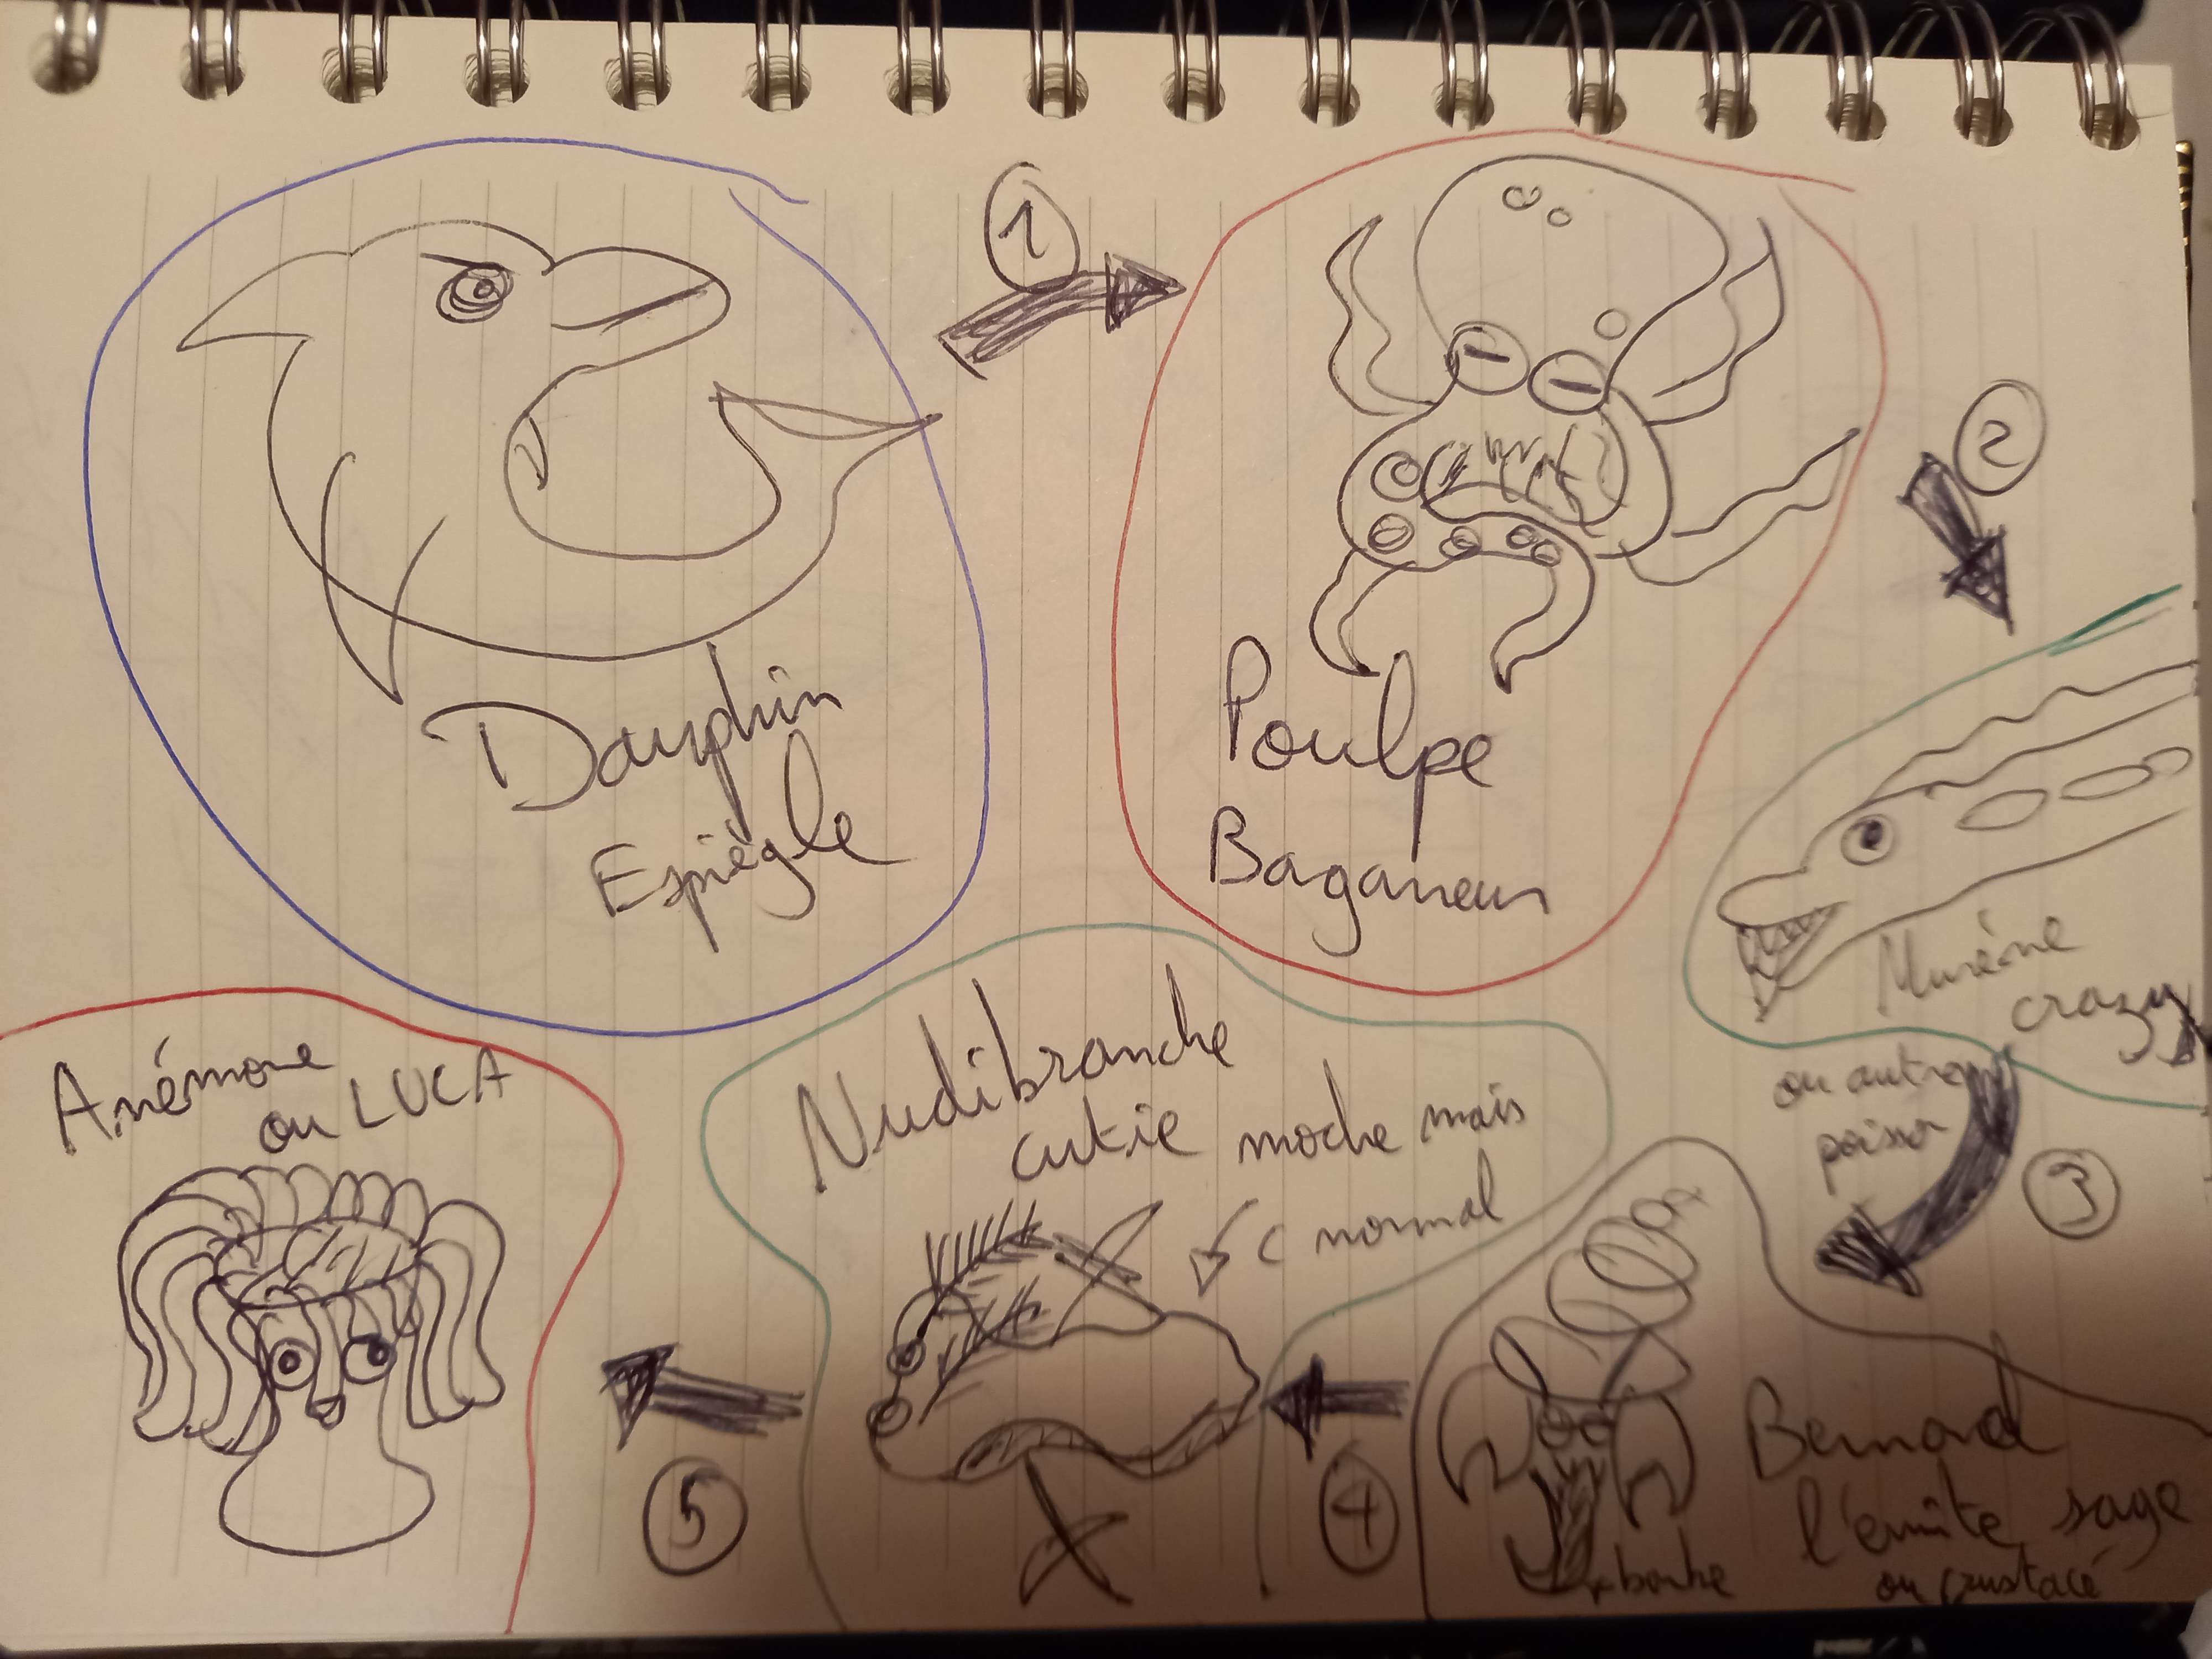 1
2
Dauphin
Espiègle
Poulpe
Baganeur
Murène
crazy
ou autre
poisson
3
Bernard
l'ermite sage
ou crustacé
barbe
4
Nudibranche
cutie moche mais
c normal
5
Anémone
ou LUCA